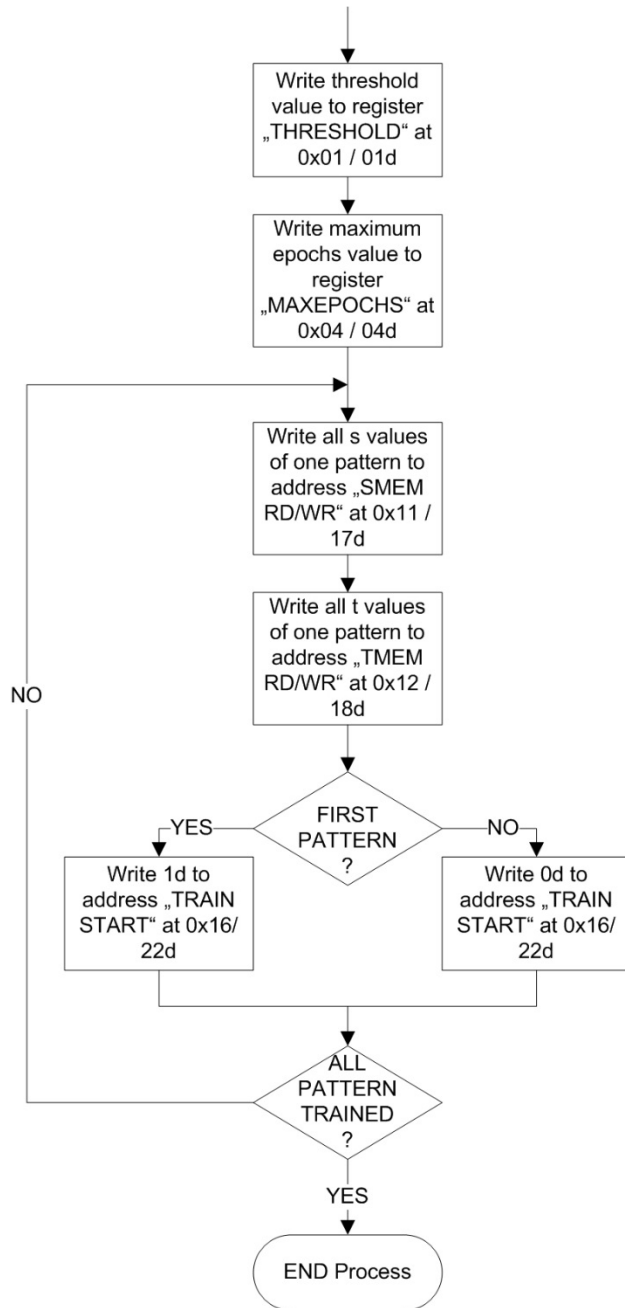 Write threshold
value to register
„THRESHOLD“ at
0x01 / 01d
Write maximum
epochs value to
register
„MAXEPOCHS“ at
0x04 / 04d
Write all s values
of one pattern to
address „SMEM
RD/WR“ at 0x11 /
17d
Write all t values
of one pattern to
address „TMEM
RD/WR“ at 0x12 /
18d
NO
FIRST
PATTERN
?
YES
NO
Write 1d to
address „TRAIN
START“ at 0x16/
22d
Write 0d to
address „TRAIN
START“ at 0x16/
22d
ALL
PATTERN
TRAINED
?
YES
END Process